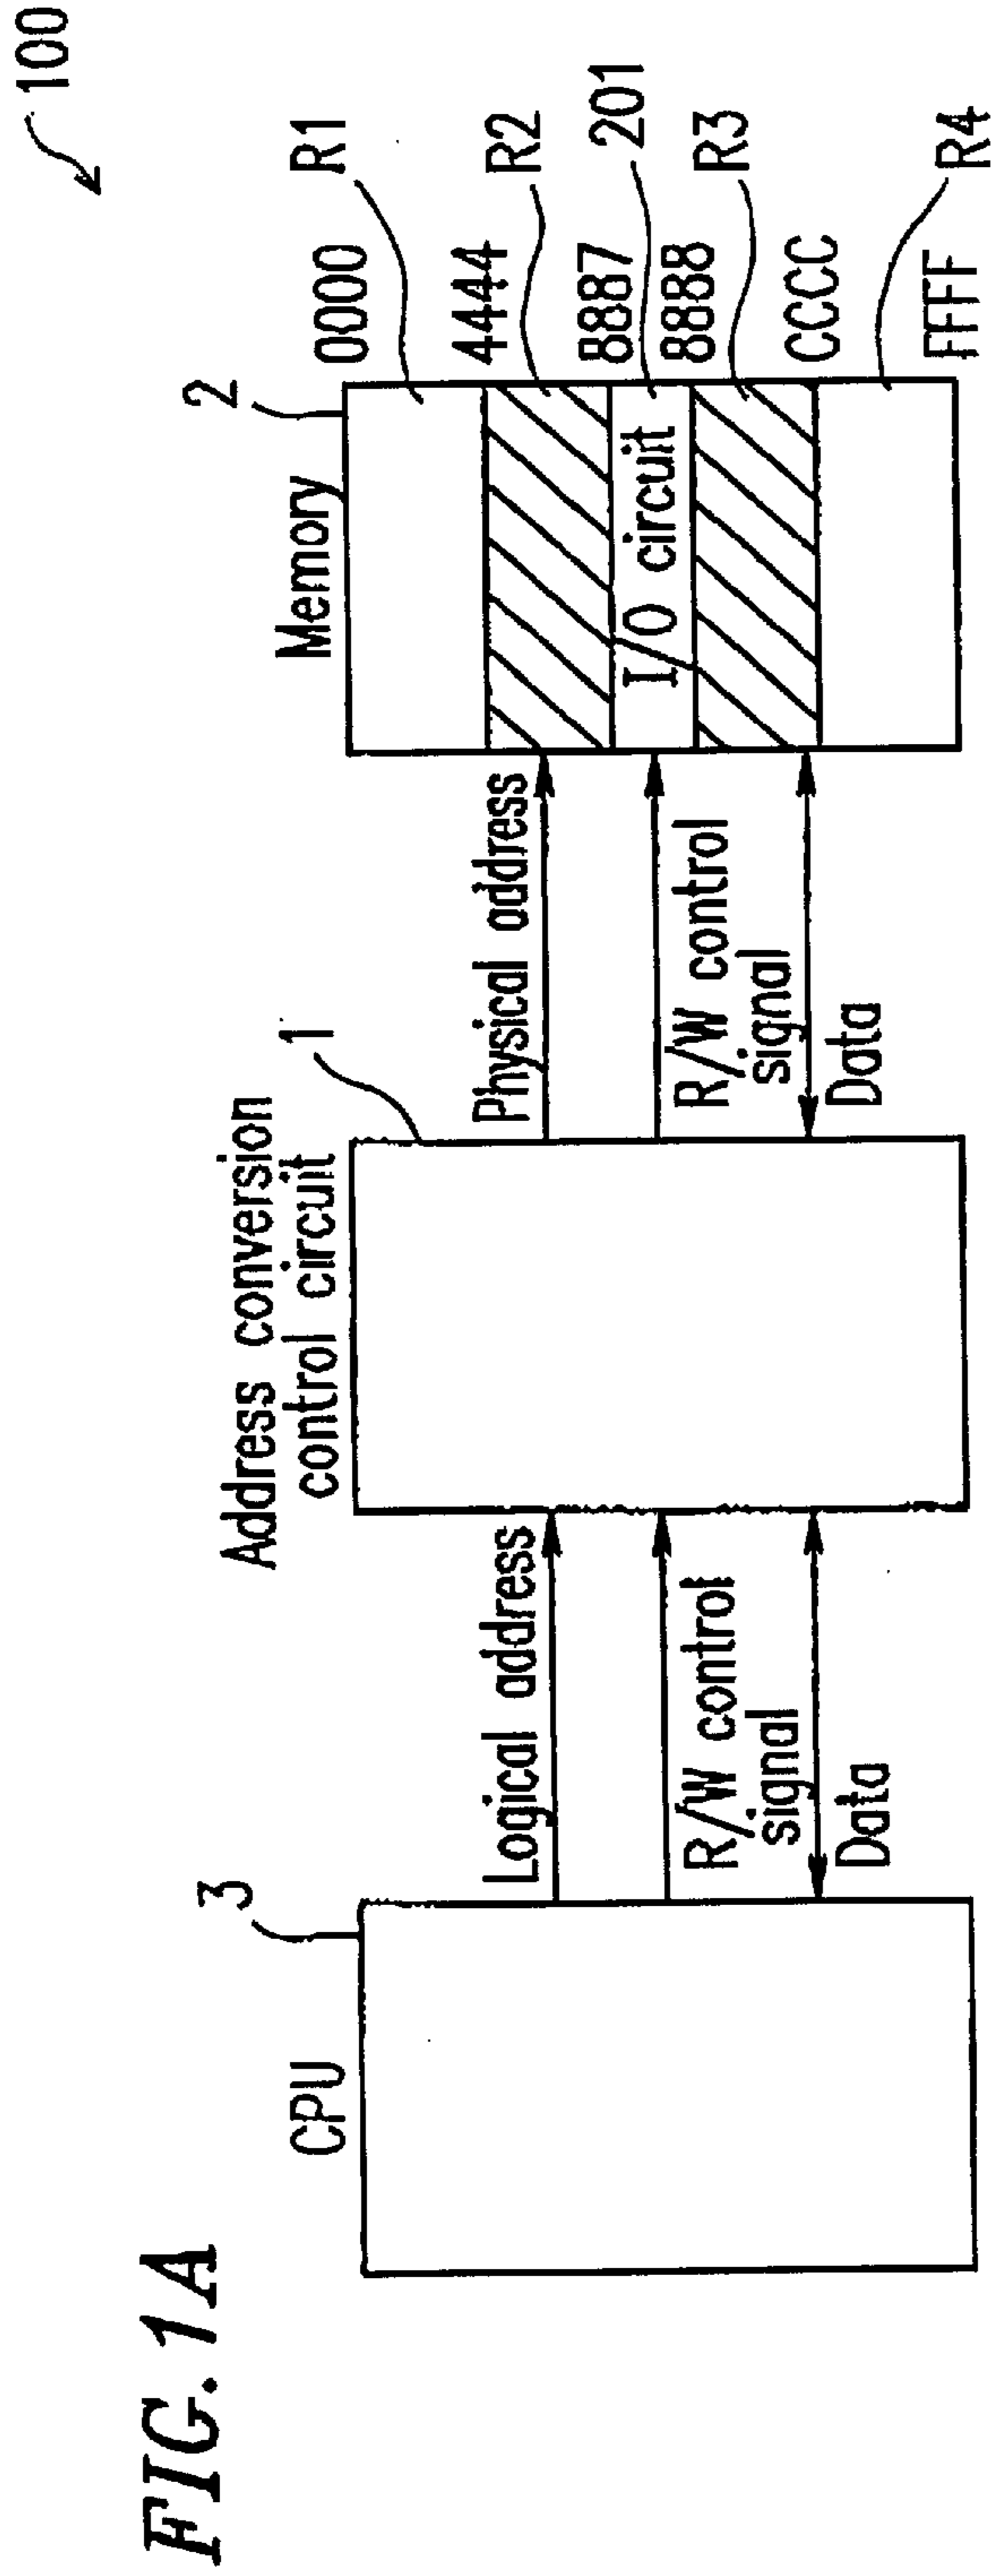 FIG. 1A
100
CPU
3
Logical address
R/W control
signal
Data
Address conversion
control circuit
1
Physical address
R/W control
signal
Data
Memory
2
I/O circuit
0000
R1
4444
R2
8887
201
8888
R3
CCCC
R4
FFFF